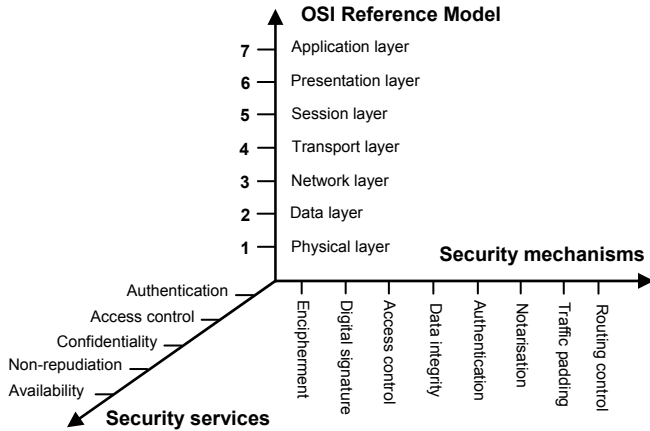 OSI Reference Model
7 Application layer
6 Presentation layer
5 Session layer
4 Transport layer
3 Network layer
2 Data layer
1 Physical layer
Security mechanisms
Encipherment
Digital signature
Access control
Data integrity
Authentication
Notarisation
Traffic padding
Routing control
Authentication
Access control
Confidentiality
Non-repudiation
Availability
Security services